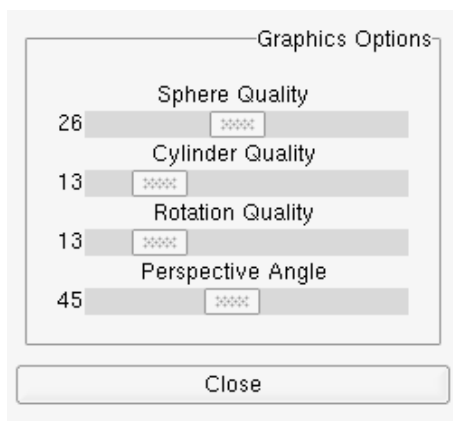 Graphics Options
Sphere Quality
26
Cylinder Quality
13
Rotation Quality
13
Perspective Angle
45
Close